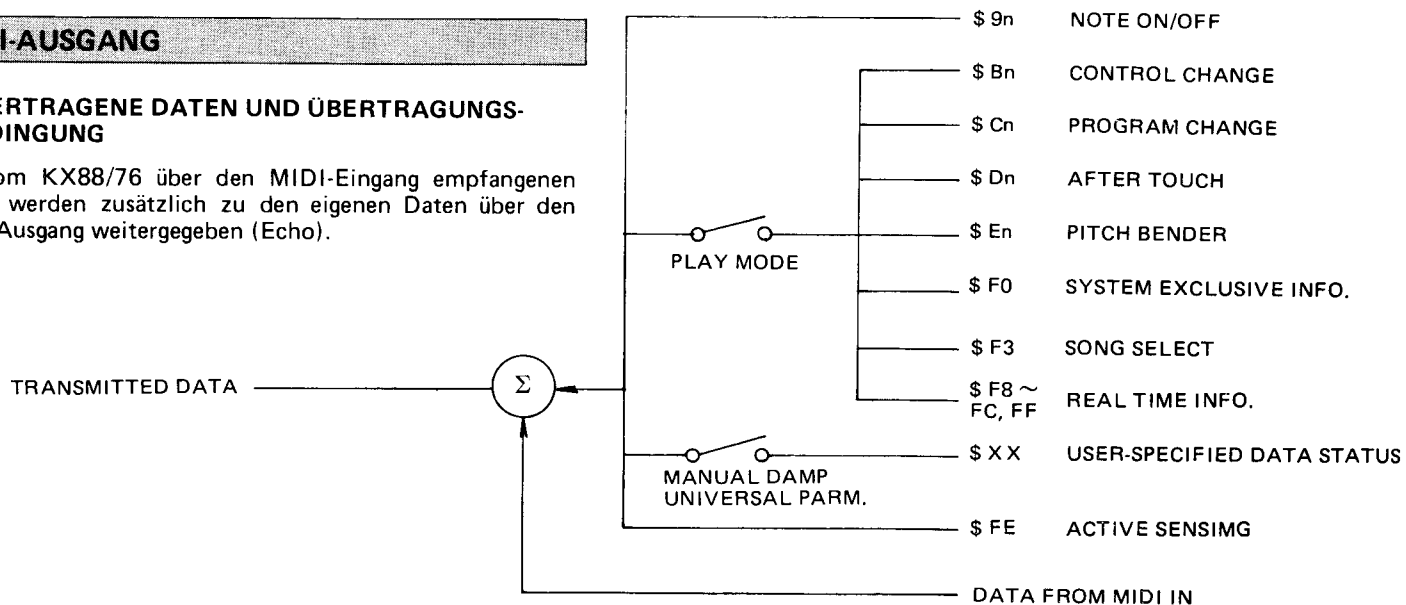 I-AUSGANG
ERTRAGENE DATEN UND ÜBERTRAGUNGS-
DINGUNG
om KX88/76 über den MIDI-Eingang empfangenen
werden zusätzlich zu den eigenen Daten über den
Ausgang weitergegeben (Echo).
$ 9n NOTE ON/OFF
$ Bn CONTROL CHANGE
$ Cn PROGRAM CHANGE
$ Dn AFTER TOUCH
$ En PITCH BENDER
PLAY MODE
$ F0 SYSTEM EXCLUSIVE INFO.
$ F3 SONG SELECT
TRANSMITTED DATA Σ
$ F8 ~
FC, FF REAL TIME INFO.
$ XX USER-SPECIFIED DATA STATUS
MANUAL DAMP
UNIVERSAL PARM.
$ FE ACTIVE SENSIMG
DATA FROM MIDI IN